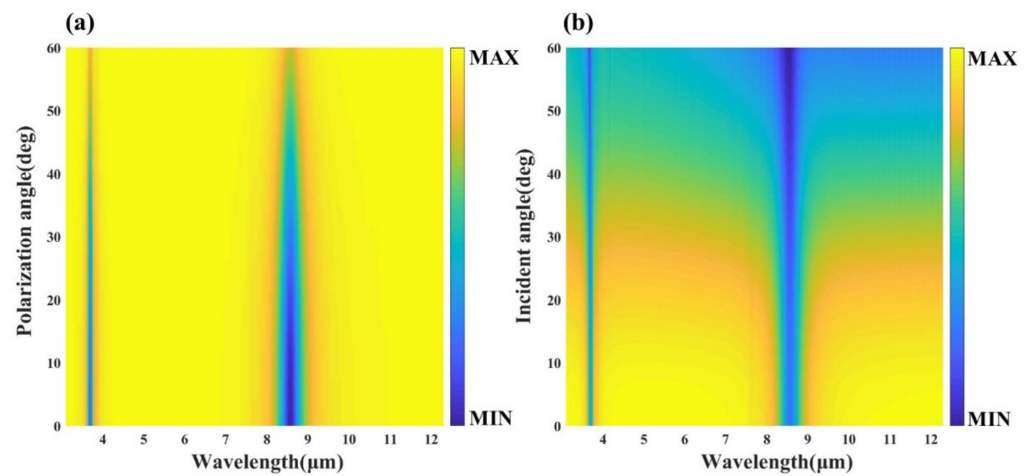 (a)
(b)
60
50
40
30
20
10
0
Polarization angle(deg)
4 5 6 7 8 9 10 11 12
Wavelength(μm)
MAX
MIN
60
50
40
30
20
10
0
Incident angle(deg)
4 5 6 7 8 9 10 11 12
Wavelength(μm)
MAX
MIN